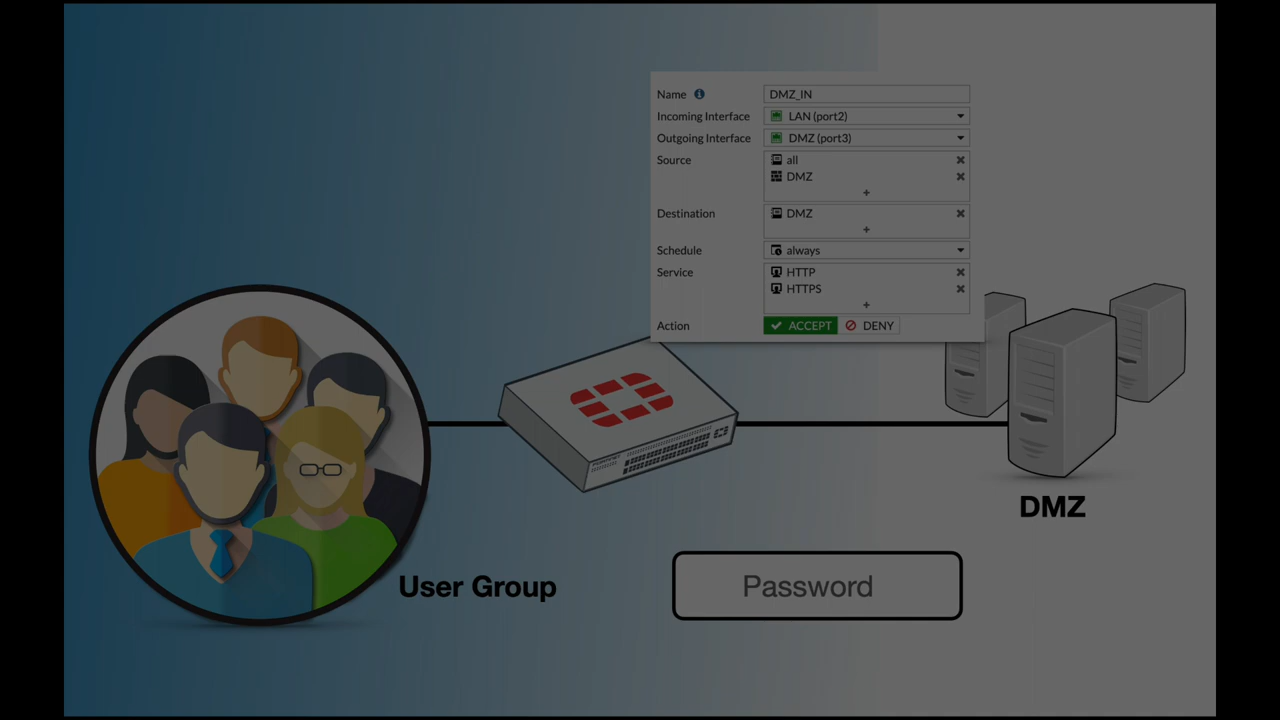 Name DMZ_IN
Incoming Interface LAN (port2)
Outgoing Interface DMZ (port3)
Source all
DMZ
+
Destination DMZ
+
Schedule always
Service HTTP
HTTPS
+
Action ACCEPT DENY
DMZ
User Group
Password